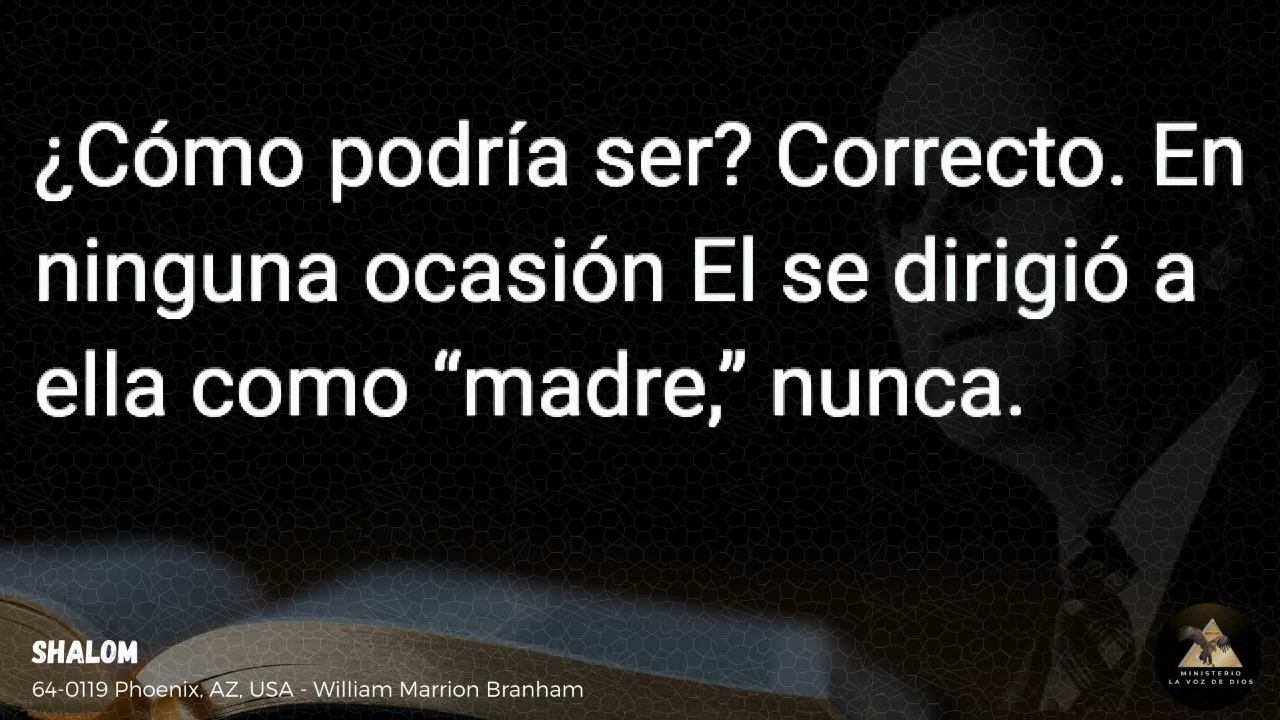 ¿Cómo podría ser? Correcto. En
ninguna ocasión El se dirigió a
ella como “madre,” nunca.
SHALOM
64-0119 Phoenix, AZ, USA - William Marrion Branham
MINISTERIO
LA VOZ DE DIOS